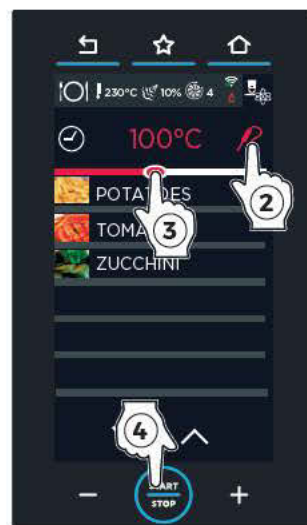 230°C 10% 4
100°C
2
POTATOES
3
TOMA
ZUCCHINI
4
START
STOP